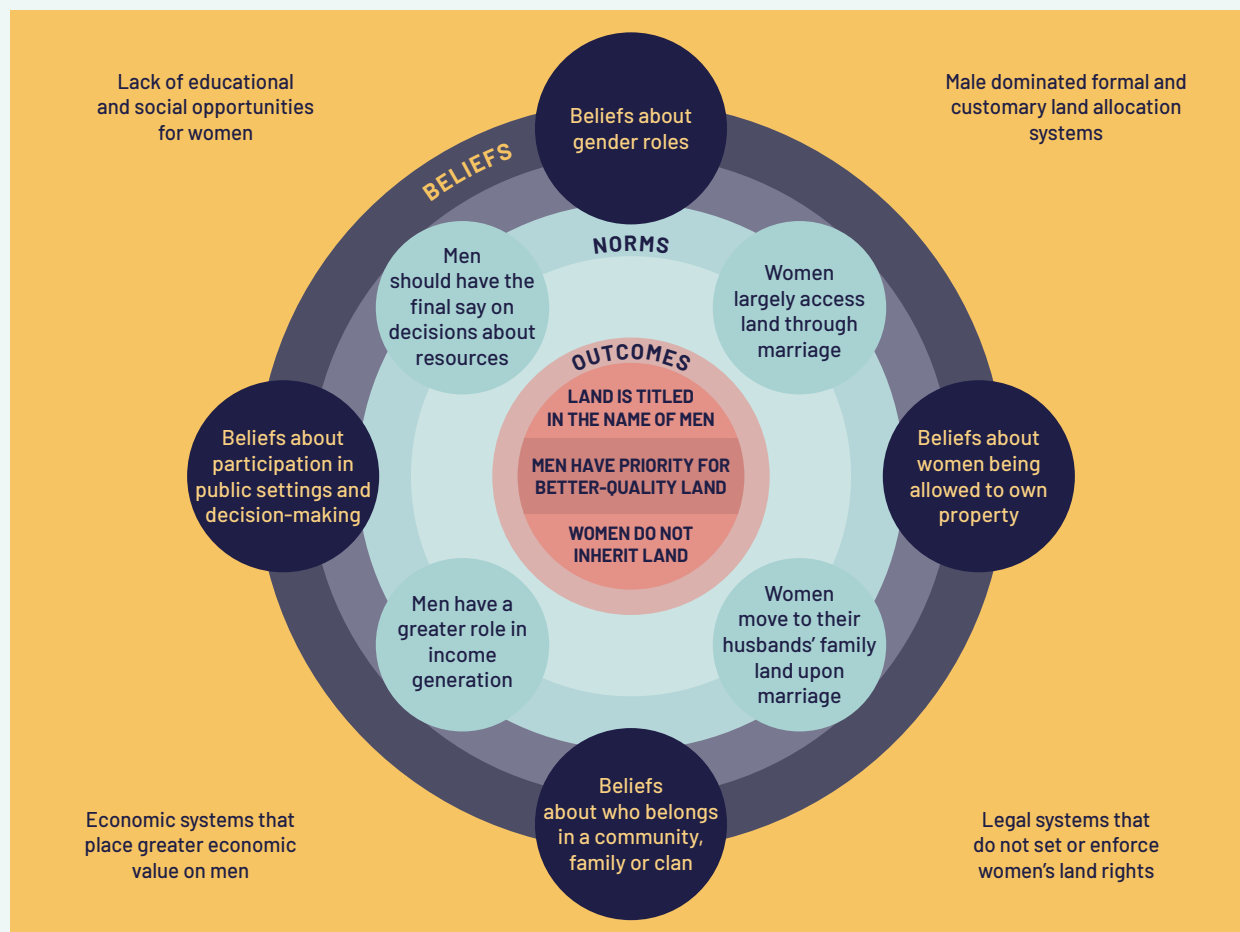 Lack of educational
and social opportunities
for women
Male dominated formal and
customary land allocation
systems
Beliefs about
gender roles
BELIEFS
NORMS
Men
should have the
final say on
decisions about
resources
Women
largely access
land through
marriage
OUTCOMES
LAND IS TITLED
IN THE NAME OF MEN
MEN HAVE PRIORITY FOR
BETTER-QUALITY LAND
WOMEN DO NOT
INHERIT LAND
Beliefs about
participation in
public settings and
decision-making
Beliefs about
women being
allowed to own
property
Men have a
greater role in
income
generation
Women
move to their
husbands’ family
land upon
marriage
Beliefs
about who belongs
in a community,
family or clan
Economic systems that
place greater economic
value on men
Legal systems that
do not set or enforce
women’s land rights